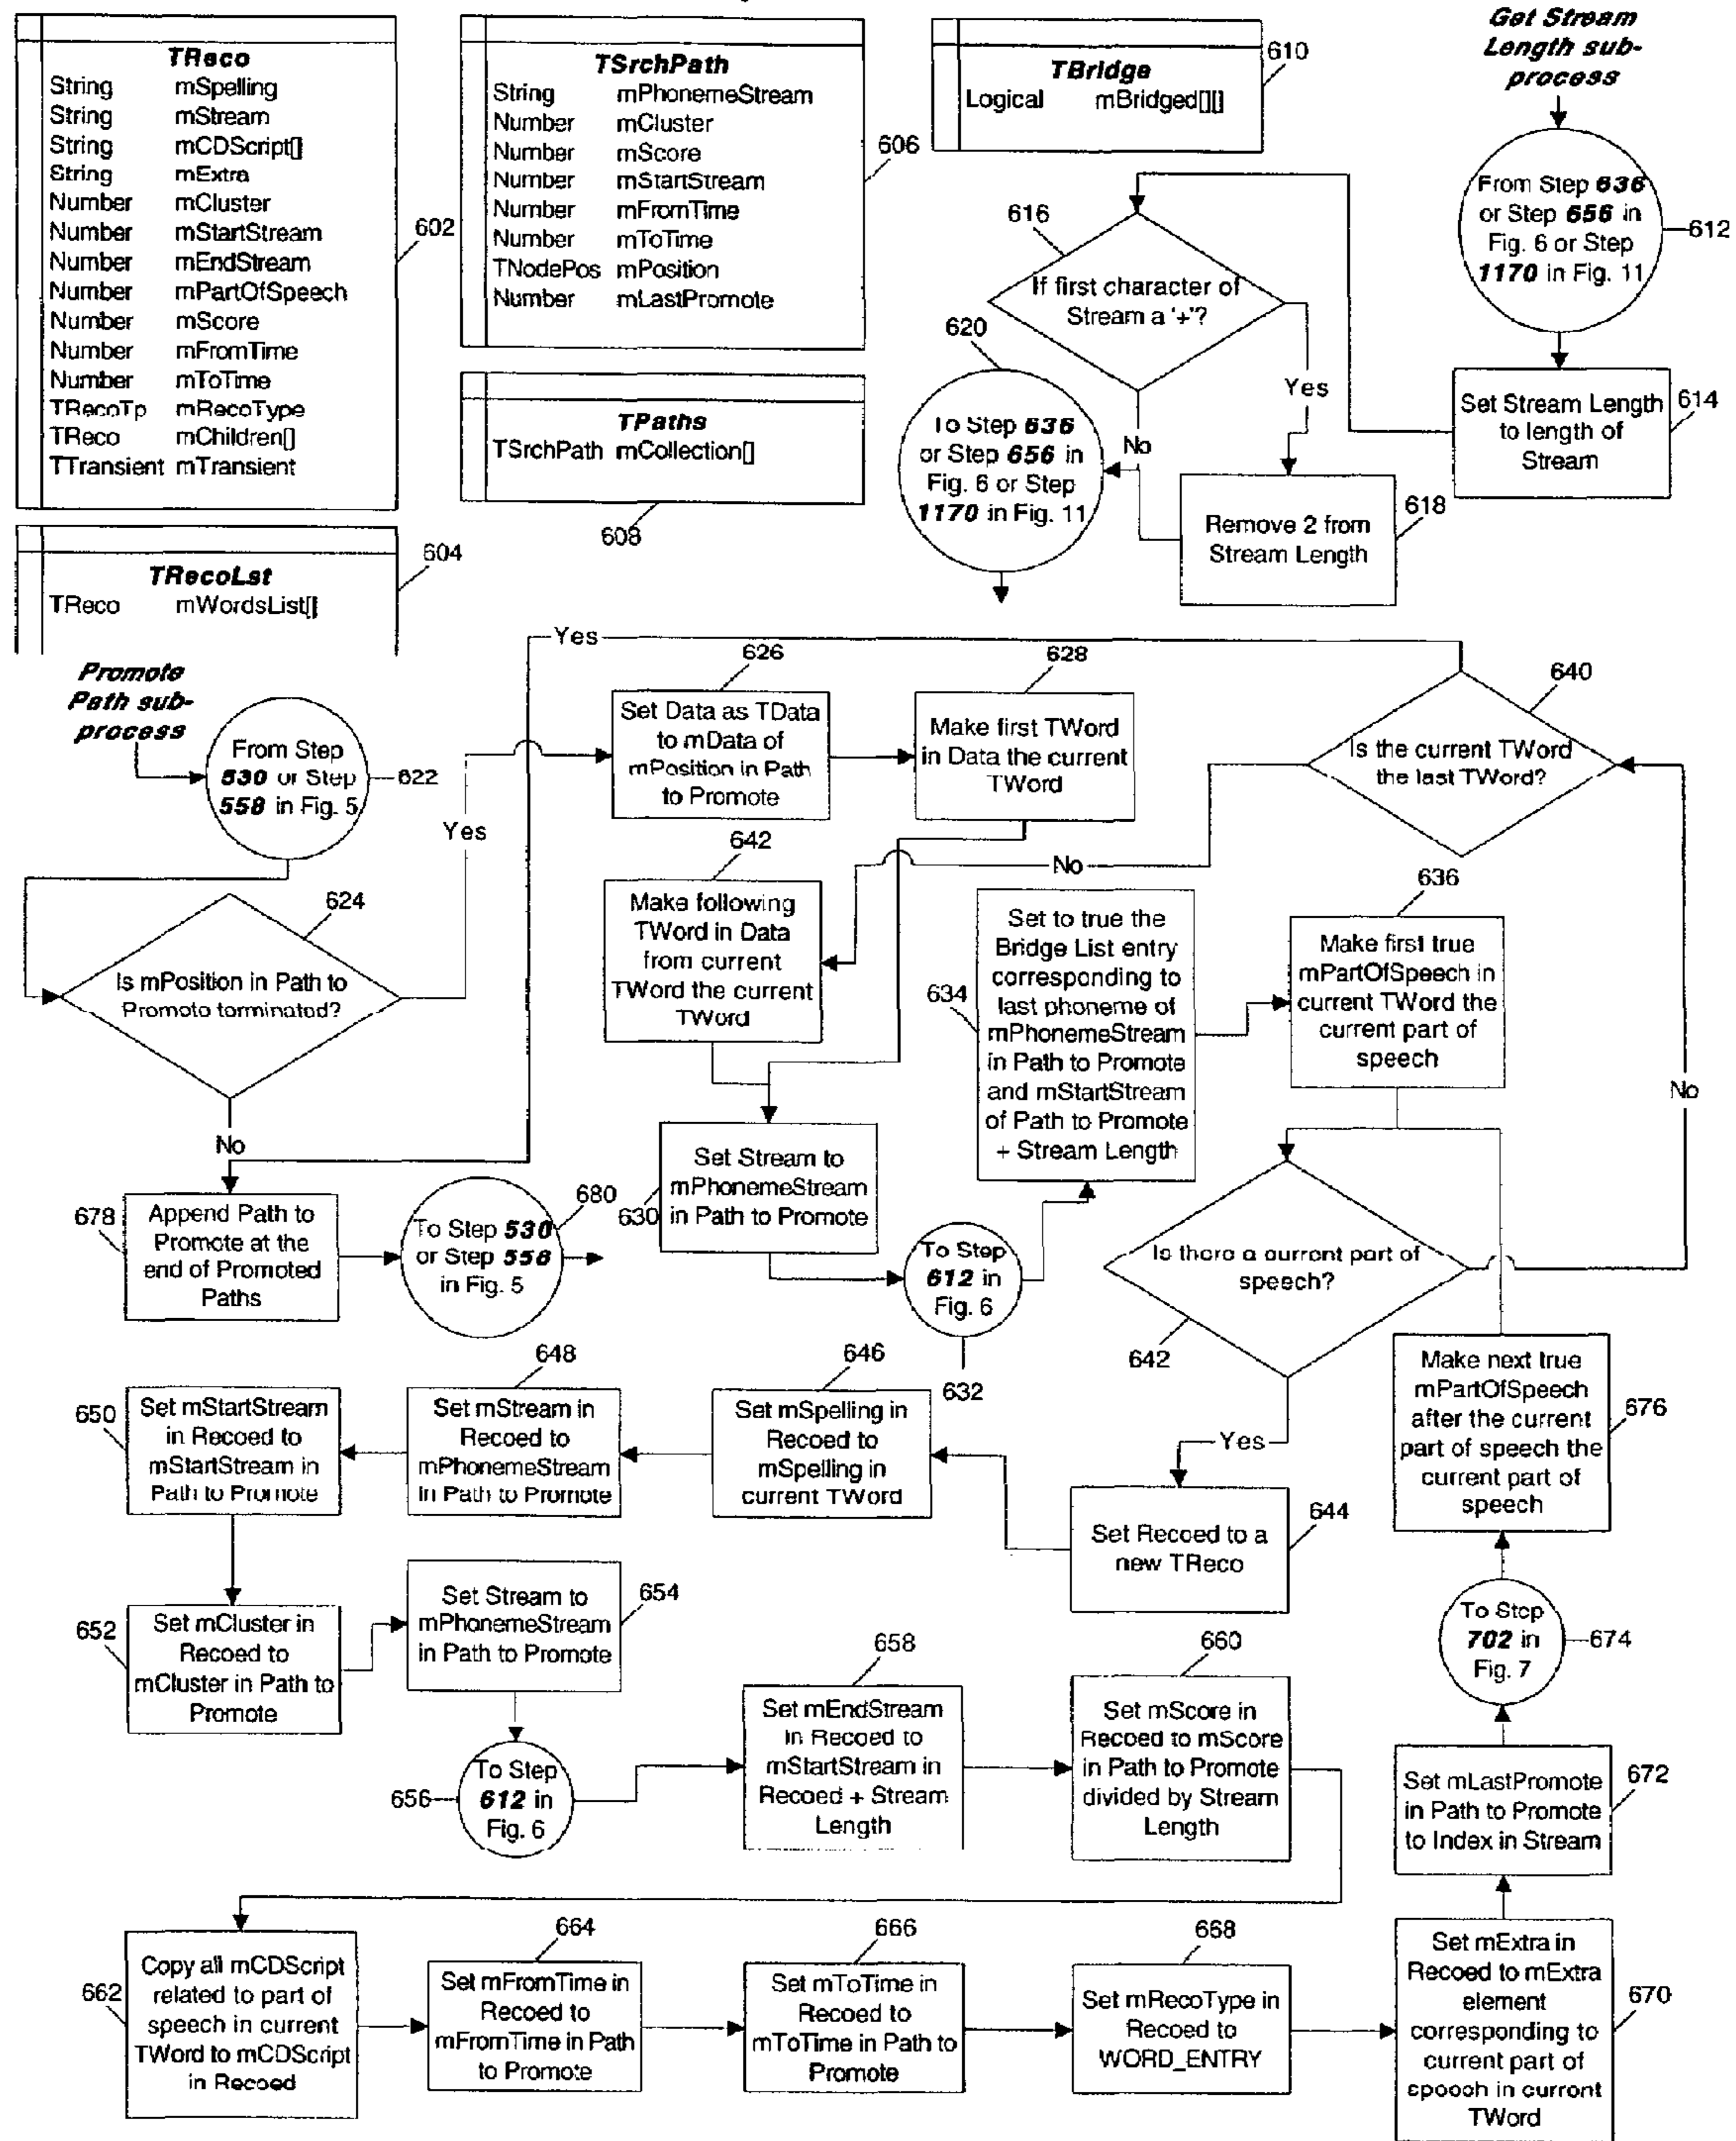 TReco
String mSpelling
String mStream
String mCDScript[]
String mExtra
Number mCluster
Number mStartStream
Number mEndStream
Number mPartOfSpeech
Number mScore
Number mFromTime
Number mToTime
TRecoTp mRecoType
TReco mChildren[]
TTransient mTransient
602
TRecoLst
TReco mWordsList[]
604
TSrchPath
String mPhonemeStream
Number mCluster
Number mScore
Number mStartStream
Number mFromTime
Number mToTime
TNodePos mPosition
Number mLastPromote
606
TPaths
TSrchPath mCollection[]
608
TBridge
Logical mBridged[][]
610
Get Stream
Length sub-
process
From Step 636
or Step 656 in
Fig. 6 or Step
1170 in Fig. 11
612
Set Stream Length
to length of
Stream
614
616
If first character of
Stream a '+'?
Yes
No
Remove 2 from
Stream Length
618
620
To Step 636
or Step 656 in
Fig. 6 or Step
1170 in Fig. 11
Promote
Path sub-
process
From Step
530 or Step
558 in Fig. 5
622
624
Is mPosition in Path to
Promote terminated?
Yes
No
626
Set Data as TData
to mData of
mPosition in Path
to Promote
628
Make first TWord
in Data the current
TWord
Yes
640
Is the current TWord
the last TWord?
No
642
Make following
TWord in Data
from current
TWord the current
TWord
630
Set Stream to
mPhonemeStream
in Path to Promote
To Step
612 in
Fig. 6
632
634
Set to true the
Bridge List entry
corresponding to
last phoneme of
mPhonemeStream
in Path to Promote
and mStartStream
of Path to Promote
+ Stream Length
636
Make first true
mPartOfSpeech in
current TWord the
current part of
speech
Is there a current part of
speech?
642
No
Yes
678
Append Path to
Promote at the
end of Promoted
Paths
680
To Step 530
or Step 558
in Fig. 5
644
Set Recoed to a
new TReco
646
Set mSpelling in
Recoed to
mSpelling in
current TWord
648
Set mStream in
Recoed to
mPhonemeStream
in Path to Promote
650
Set mStartStream
in Recoed to
mStartStream in
Path to Promote
652
Set mCluster in
Recoed to
mCluster in Path to
Promote
654
Set Stream to
mPhonemeStream
in Path to Promote
656
To Step
612 in
Fig. 6
658
Set mEndStream
in Recoed to
mStartStream in
Recoed + Stream
Length
660
Set mScore in
Recoed to mScore
in Path to Promote
divided by Stream
Length
662
Copy all mCDScript
related to part of
speech in current
TWord to mCDScript
in Recoed
664
Set mFromTime in
Recoed to
mFromTime in Path
to Promote
666
Set mToTime in
Recoed to
mToTime in Path to
Promote
668
Set mRecoType in
Recoed to
WORD_ENTRY
670
Set mExtra in
Recoed to mExtra
element
corresponding to
current part of
speech in current
TWord
672
Set mLastPromote
in Path to Promote
to Index in Stream
674
To Step
702 in
Fig. 7
676
Make next true
mPartOfSpeech
after the current
part of speech the
current part of
speech